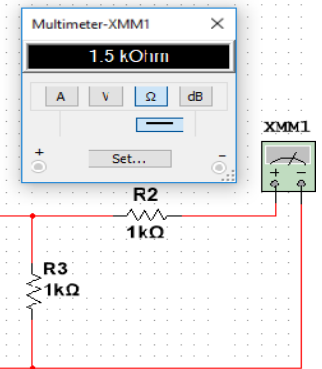 Multimeter-XMM1
1.5 kOhm
A V Ω dB
+ Set... -
XMM1
+ -
R2
1kΩ
R3
1kΩ